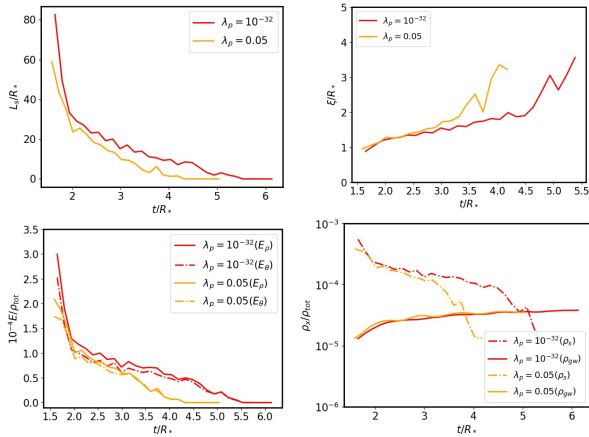 80
60
40
20
0
L_s/R_*
λ_p = 10^{-32}
λ_p = 0.05
2 3 4 5 6
t/R_*
5
4
3
2
1
0
ξ/R_*
λ_p = 10^{-32}
λ_p = 0.05
1.5 2.0 2.5 3.0 3.5 4.0 4.5 5.0 5.5
t/R_*
3.5
3.0
2.5
2.0
1.5
1.0
0.5
0.0
10^{-4}E/ρ_{tot}
λ_p = 10^{-32}(E_ρ)
λ_p = 10^{-32}(E_θ)
λ_p = 0.05(E_ρ)
λ_p = 0.05(E_θ)
1.5 2.0 2.5 3.0 3.5 4.0 4.5 5.0 5.5 6.0
t/R_*
10^{-3}
10^{-4}
10^{-5}
10^{-6}
λ_p = 10^{-32}(ρ_s)
λ_p = 10^{-32}(ρ_{gw})
λ_p = 0.05(ρ_s)
λ_p = 0.05(ρ_{gw})
2 3 4 5 6
t/R_*